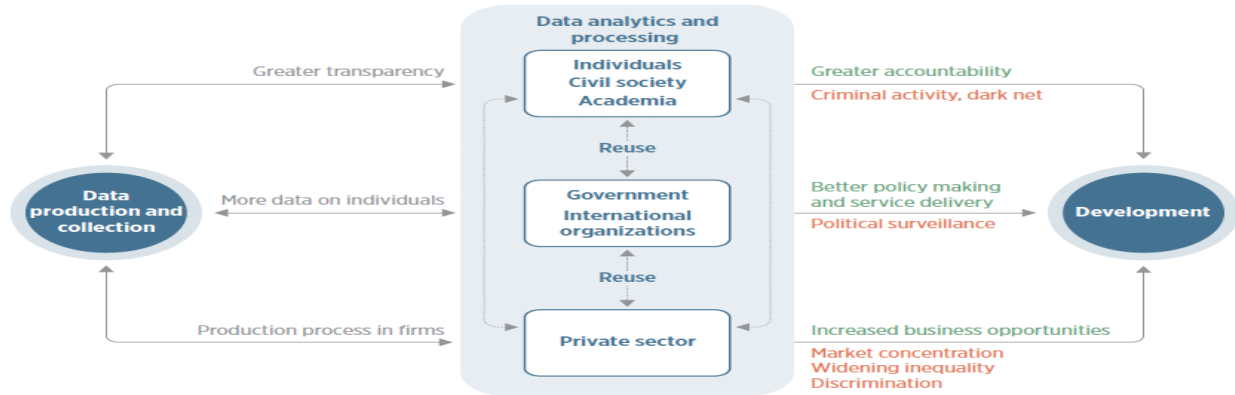 Data analytics and
processing
Individuals
Civil society
Academia
Greater transparency
Greater accountability
Criminal activity, dark net
Reuse
Data
production and
collection
More data on individuals
Government
International
organizations
Better policy making
and service delivery
Political surveillance
Development
Reuse
Production process in firms
Private sector
Increased business opportunities
Market concentration
Widening inequality
Discrimination